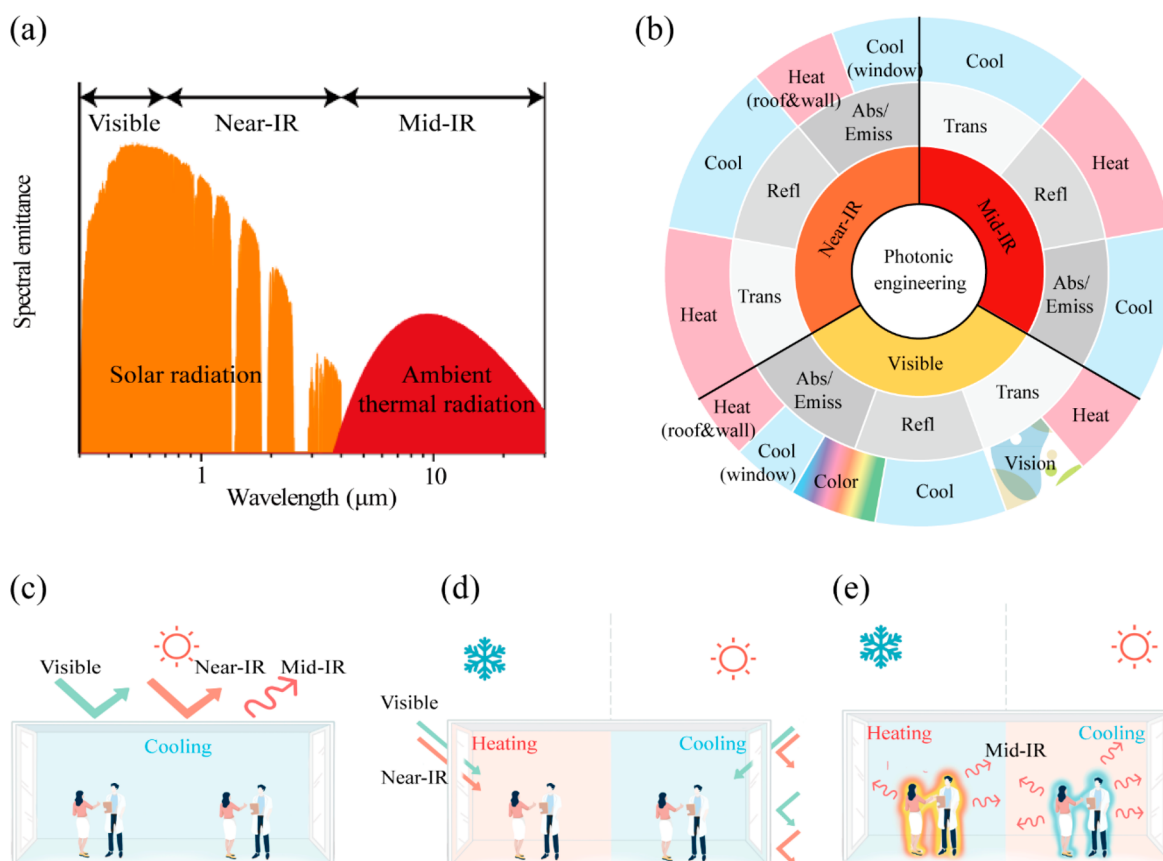 (a)
Visible
Near-IR
Mid-IR
Spectral emittance
Solar radiation
Ambient
thermal radiation
1
10
Wavelength (μm)
(b)
Cool
(window)
Cool
Heat
(roof&wall)
Abs/
Emiss
Trans
Heat
Cool
Refl
Refl
Near-IR
Mid-IR
Photonic
engineering
Heat
Trans
Abs/
Emiss
Cool
Visible
Abs/
Emiss
Trans
Refl
Heat
(roof&wall)
Heat
Cool
(window)
Color
Cool
Vision
(c)
Visible
Near-IR
Mid-IR
Cooling
(d)
Visible
Near-IR
Heating
Cooling
(e)
Heating
Mid-IR
Cooling